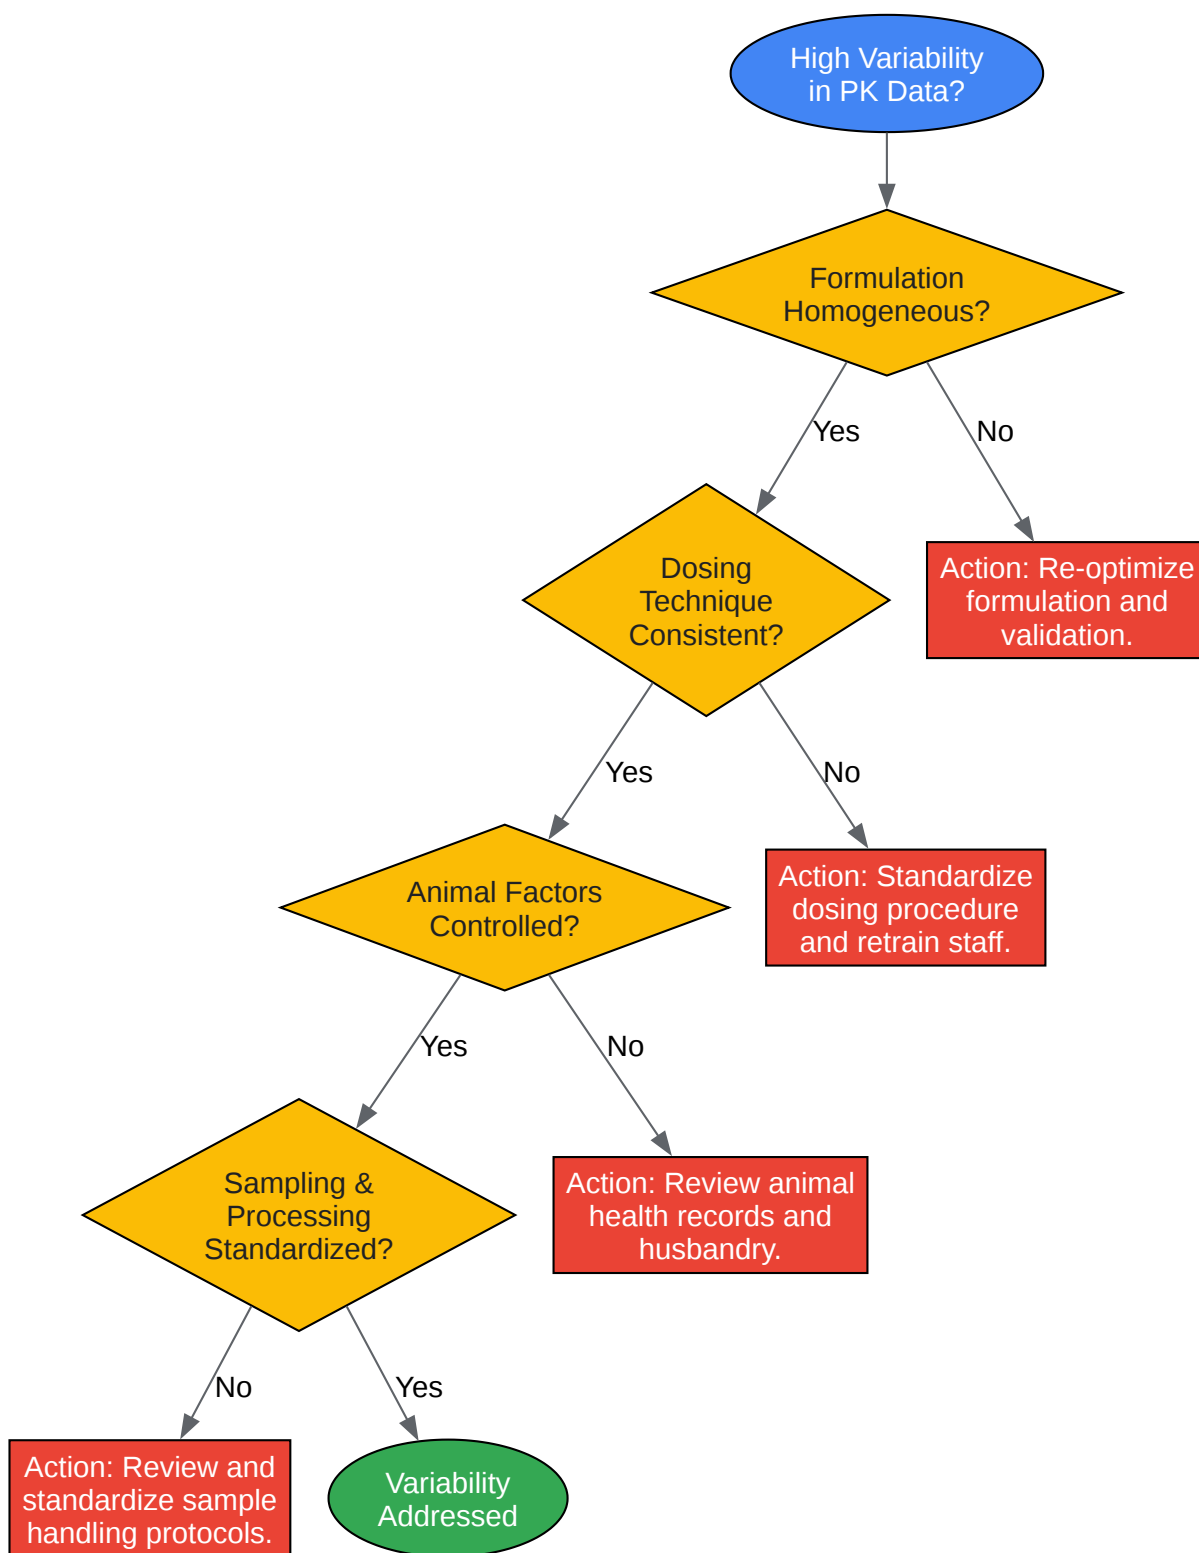 High Variability
in PK Data?
Formulation
Homogeneous?
Yes
No
Dosing
Technique
Consistent?
Action: Re-optimize
formulation and
validation.
Yes
No
Animal Factors
Controlled?
Action: Standardize
dosing procedure
and retrain staff.
Yes
No
Sampling &
Processing
Standardized?
Action: Review animal
health records and
husbandry.
No
Yes
Action: Review and
standardize sample
handling protocols.
Variability
Addressed